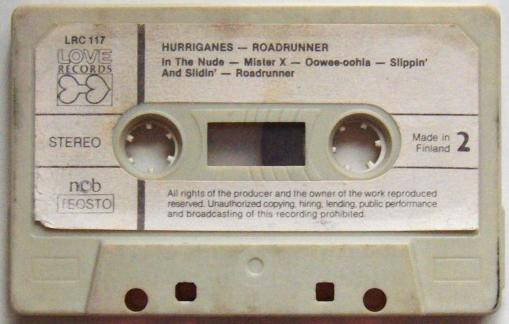 LRC 117
LOVE
RECORDS
HURRIGANES — ROADRUNNER
In The Nude — Mister X — Oowee-oohla — Slippin'
And Slidin' — Roadrunner
STEREO
Made in
Finland
2
ncb
TEOSTO
All rights of the producer and the owner of the work reproduced
reserved. Unauthorized copying, hiring, lending, public performance
and broadcasting of this recording prohibited.